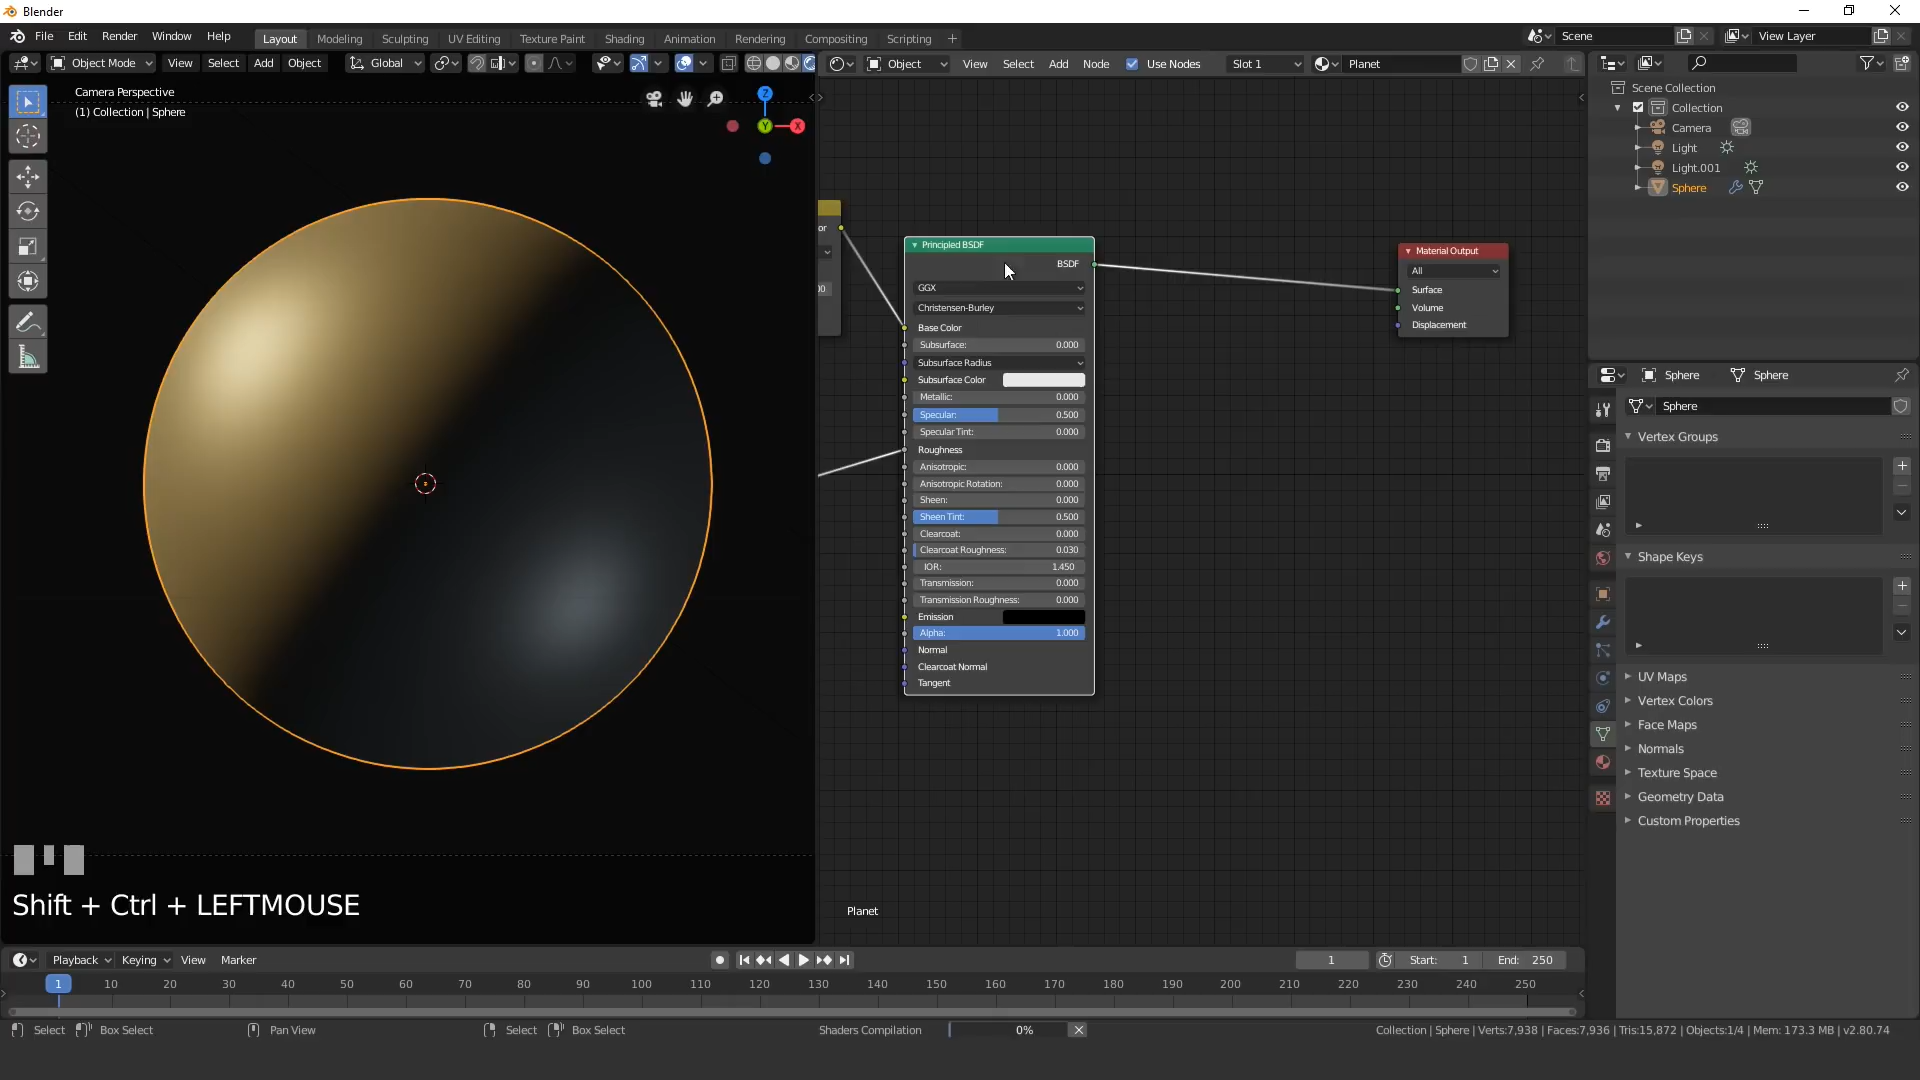 Blender
File Edit Render Window Help
Layout Modeling Sculpting UV Editing Texture Paint Shading Animation Rendering Compositing Scripting +
Scene View Layer
Object Mode View Select Add Object Global
Object View Select Add Node Use Nodes Slot 1 Planet
Camera Perspective
(1) Collection | Sphere
X
Y
Z
Scene Collection
Collection
Camera
Light
Light.001
Sphere
or
00
Principled BSDF
BSDF
GGX
Christensen-Burley
Base Color
Subsurface: 0.000
Subsurface Radius
Subsurface Color
Metallic: 0.000
Specular: 0.500
Specular Tint: 0.000
Roughness
Anisotropic: 0.000
Anisotropic Rotation: 0.000
Sheen: 0.000
Sheen Tint: 0.500
Clearcoat: 0.000
Clearcoat Roughness: 0.030
IOR: 1.450
Transmission: 0.000
Transmission Roughness: 0.000
Emission
Alpha: 1.000
Normal
Clearcoat Normal
Tangent
Material Output
All
Surface
Volume
Displacement
Sphere Sphere
Sphere
Vertex Groups
Shape Keys
UV Maps
Vertex Colors
Face Maps
Normals
Texture Space
Geometry Data
Custom Properties
Shift + Ctrl + LEFTMOUSE
Planet
Playback Keying View Marker
1 Start: 1 End: 250
1 10 20 30 40 50 60 70 80 90 100 110 120 130 140 150 160 170 180 190 200 210 220 230 240 250
Select Box Select Pan View Select Box Select Shaders Compilation 0% Collection | Sphere | Verts:7,938 | Faces:7,936 | Tris:15,872 | Objects:1/4 | Mem: 173.3 MB | v2.80.74